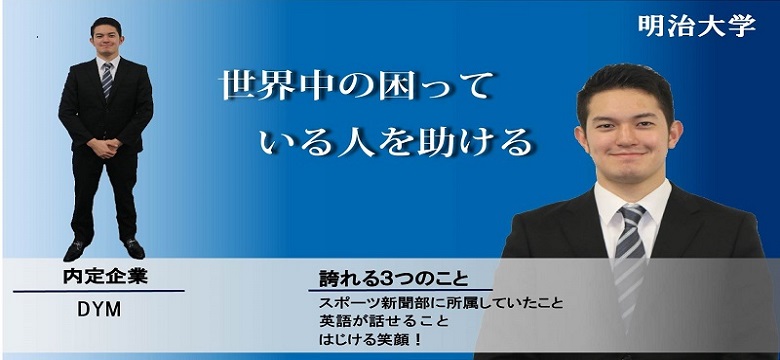 明治大学
世界中の困って
いる人を助ける
内定企業
DYM
誇れる3つのこと
スポーツ新聞部に所属していたこと
英語が話せること
はじける笑顔！